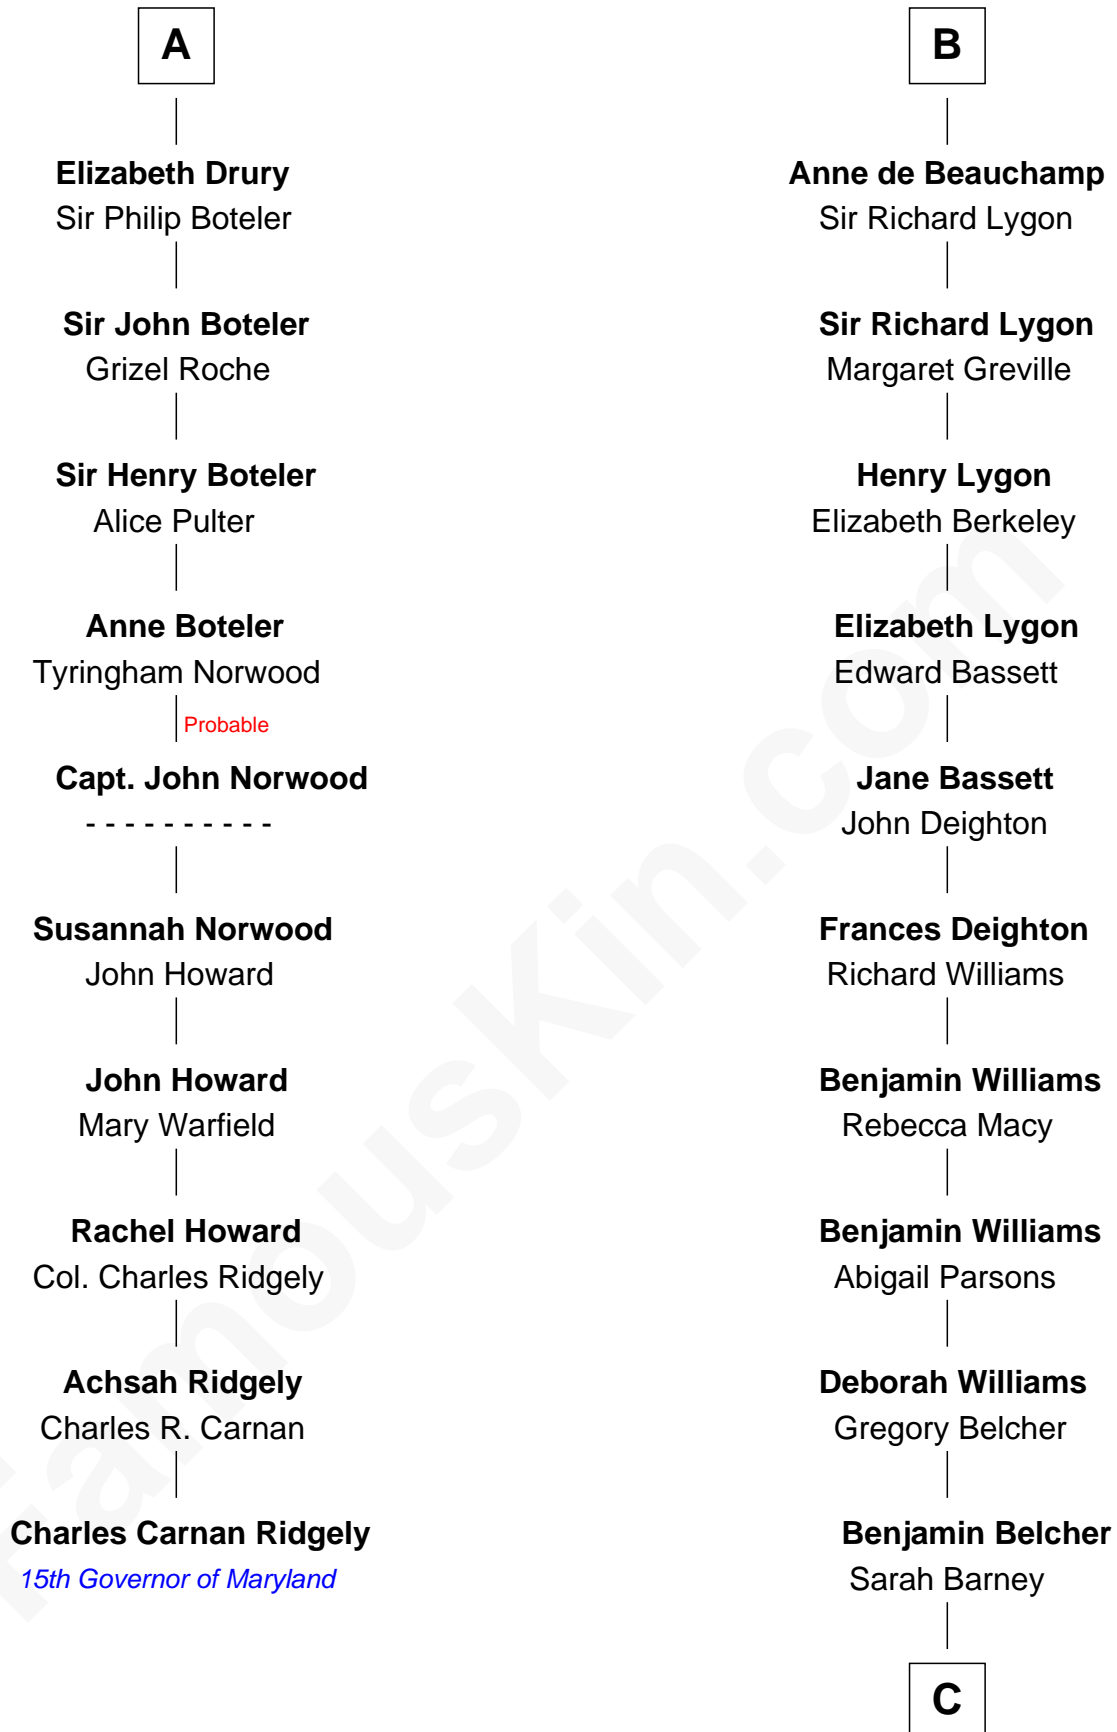 A
Elizabeth Drury
Sir Philip Boteler
Sir John Boteler
Grizel Roche
Sir Henry Boteler
Alice Pulter
Anne Boteler
Tyringham Norwood
Probable
Capt. John Norwood
- - - - - - - - - -
Susannah Norwood
John Howard
John Howard
Mary Warfield
Rachel Howard
Col. Charles Ridgely
Achsah Ridgely
Charles R. Carnan
Charles Carnan Ridgely
15th Governor of Maryland
B
Anne de Beauchamp
Sir Richard Lygon
Sir Richard Lygon
Margaret Greville
Henry Lygon
Elizabeth Berkeley
Elizabeth Lygon
Edward Bassett
Jane Bassett
John Deighton
Frances Deighton
Richard Williams
Benjamin Williams
Rebecca Macy
Benjamin Williams
Abigail Parsons
Deborah Williams
Gregory Belcher
Benjamin Belcher
Sarah Barney
C
FamousKin.com